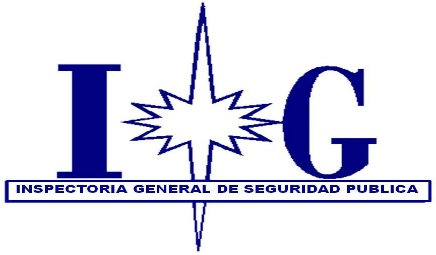 I G
INSPECTORIA GENERAL DE SEGURIDAD PUBLICA